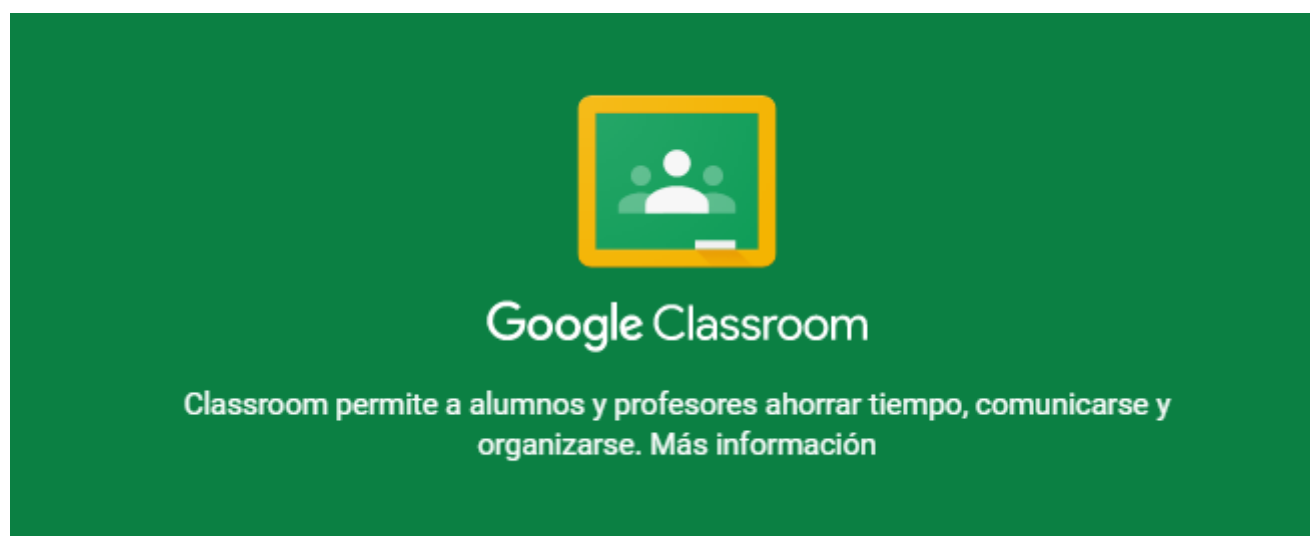 Google Classroom
Classroom permite a alumnos y profesores ahorrar tiempo, comunicarse y
organizarse. Más información